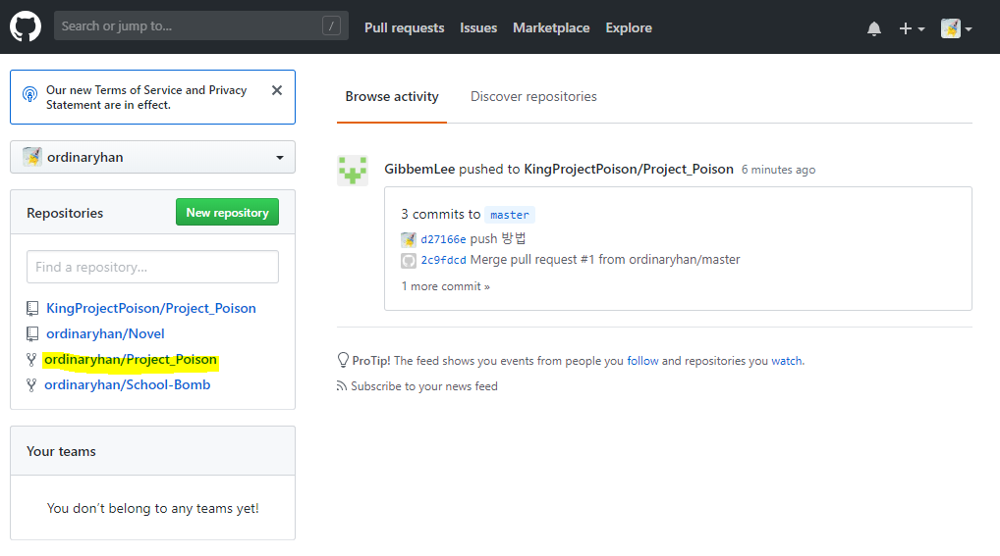 Search or jump to...
/
Pull requests
Issues
Marketplace
Explore
Our new Terms of Service and Privacy
Statement are in effect.
ordinaryhan
Repositories
New repository
Find a repository...
KingProjectPoison/Project_Poison
ordinaryhan/Novel
ordinaryhan/Project_Poison
ordinaryhan/School-Bomb
Your teams
You don't belong to any teams yet!
Browse activity
Discover repositories
GibbemLee pushed to KingProjectPoison/Project_Poison 6 minutes ago
3 commits to master
d27166e push 방법
2c9fdcd Merge pull request #1 from ordinaryhan/master
1 more commit »
ProTip! The feed shows you events from people you follow and repositories you watch.
Subscribe to your news feed